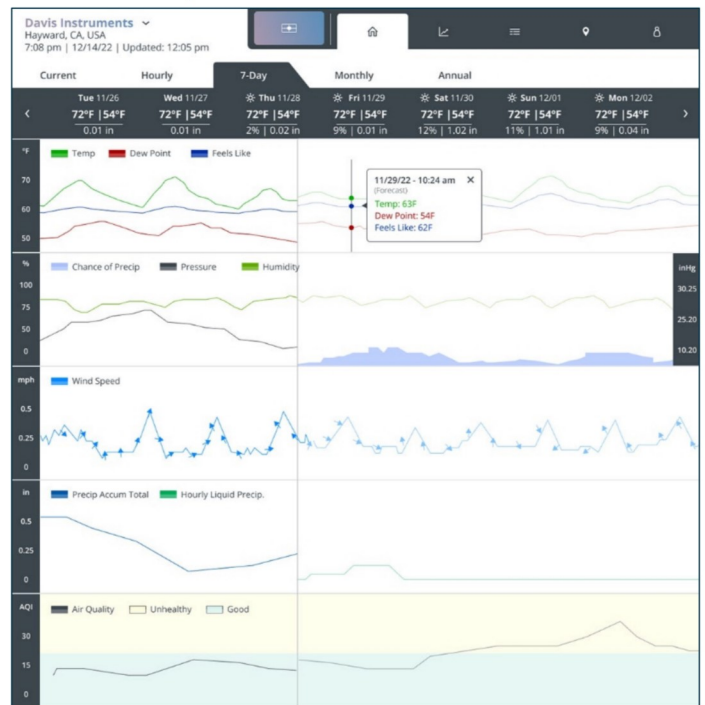 Davis Instruments
Hayward, CA, USA
7:08 pm | 12/14/22 | Updated: 12:05 pm
Current Hourly 7-Day Monthly Annual
Tue 11/26 Wed 11/27 Thu 11/28 Fri 11/29 Sat 11/30 Sun 12/01 Mon 12/02
72°F |54°F 72°F |54°F 72°F |54°F 72°F |54°F 72°F |54°F 72°F |54°F 72°F |54°F
0.01 in 0.01 in 2% | 0.02 in 9% | 0.01 in 12% | 1.02 in 11% | 1.01 in 9% | 0.04 in
°F Temp Dew Point Feels Like
70
60
50
11/29/22 - 10:24 am X
(Forecast)
Temp: 63F
Dew Point: 54F
Feels Like: 62F
% Chance of Precip Pressure Humidity inHg
100 30.25
75
50 25.20
0 10.20
mph Wind Speed
0.5
0.25
0
in Precip Accum Total Hourly Liquid Precip.
0.5
0.25
0
AQI Air Quality Unhealthy Good
30
15
0